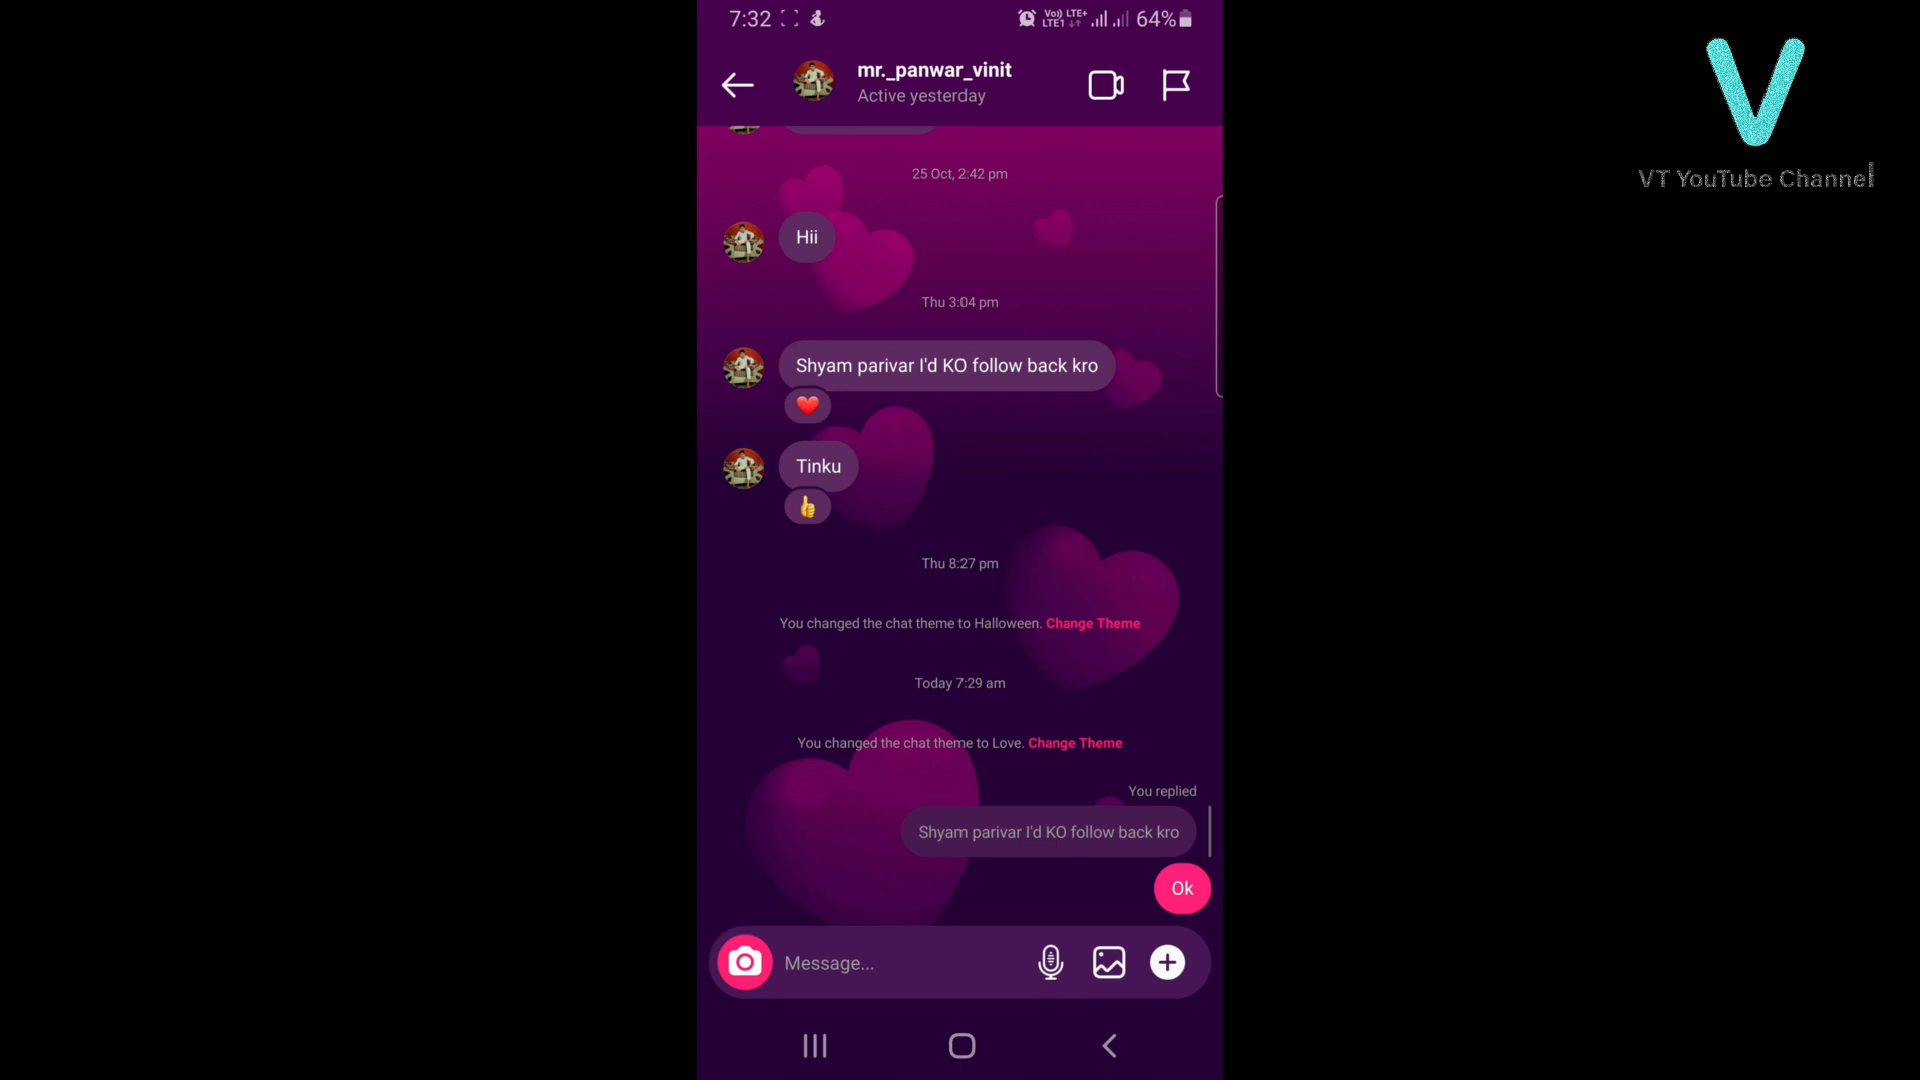 7:32
Vo)) LTE+
LTE1
64%
mr._panwar_vinit
Active yesterday
25 Oct, 2:42 pm
Hii
Thu 3:04 pm
Shyam parivar I'd KO follow back kro
Tinku
Thu 8:27 pm
You changed the chat theme to Halloween. Change Theme
Today 7:29 am
You changed the chat theme to Love. Change Theme
You replied
Shyam parivar I'd KO follow back kro
Ok
Message...
V
VT YouTube Channel